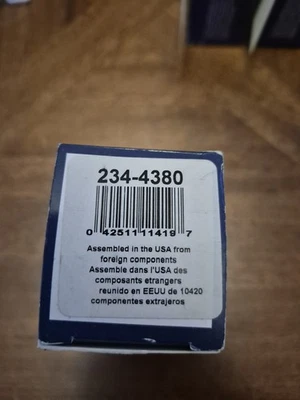 234-4380
0 42511 11419 7
Assembled in the USA from
foreign components
Assemble dans l'USA des
composants etrangers
reunido en EEUU de 10420
componentes extrajeros